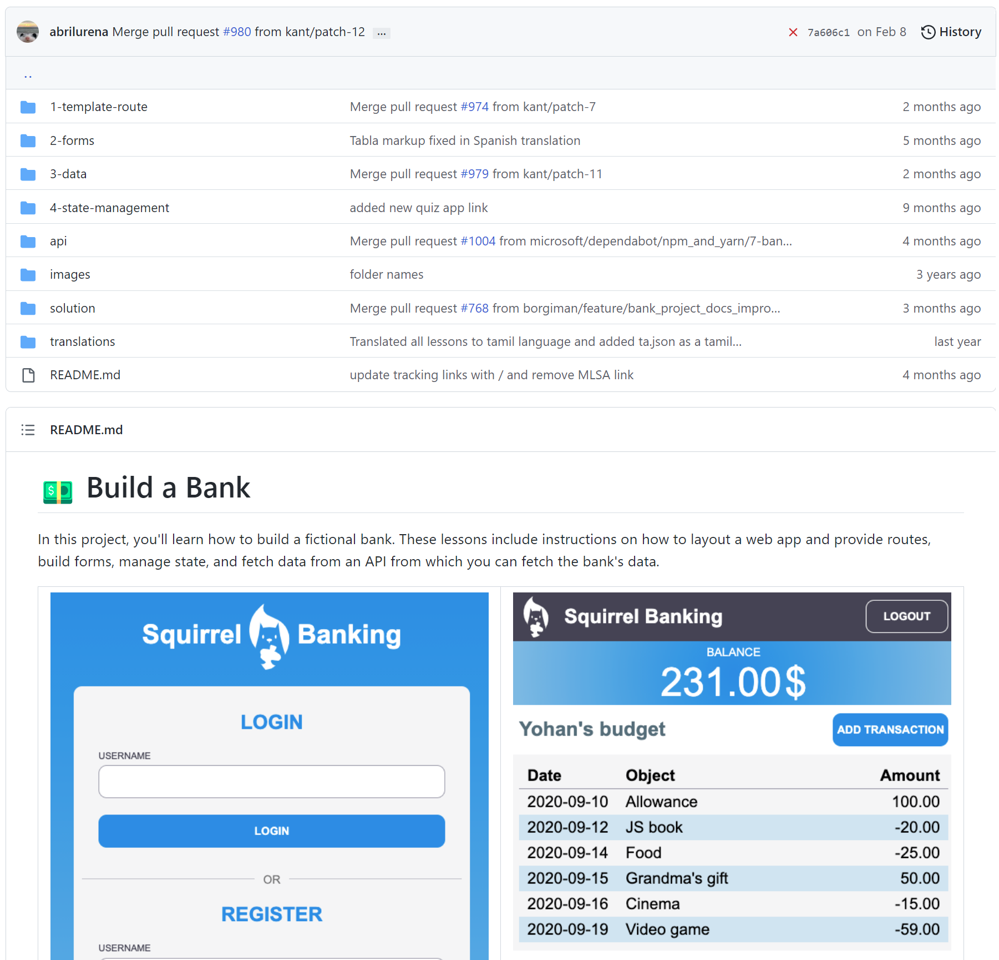 abrilurena Merge pull request #980 from kant/patch-12 ... 7a606c1 on Feb 8 History
..
1-template-route Merge pull request #974 from kant/patch-7 2 months ago
2-forms Tabla markup fixed in Spanish translation 5 months ago
3-data Merge pull request #979 from kant/patch-11 2 months ago
4-state-management added new quiz app link 9 months ago
api Merge pull request #1004 from microsoft/dependabot/npm_and_yarn/7-ban... 4 months ago
images folder names 3 years ago
solution Merge pull request #768 from borgiman/feature/bank_project_docs_impro... 3 months ago
translations Translated all lessons to tamil language and added ta.json as a tamil... last year
README.md update tracking links with / and remove MLSA link 4 months ago
README.md
Build a Bank
In this project, you'll learn how to build a fictional bank. These lessons include instructions on how to layout a web app and provide routes,
build forms, manage state, and fetch data from an API from which you can fetch the bank's data.
Squirrel Banking
LOGIN
USERNAME
LOGIN
OR
REGISTER
USERNAME
Squirrel Banking LOGOUT
BALANCE
231.00$
Yohan's budget ADD TRANSACTION
Date Object Amount
2020-09-10 Allowance 100.00
2020-09-12 JS book -20.00
2020-09-14 Food -25.00
2020-09-15 Grandma's gift 50.00
2020-09-16 Cinema -15.00
2020-09-19 Video game -59.00